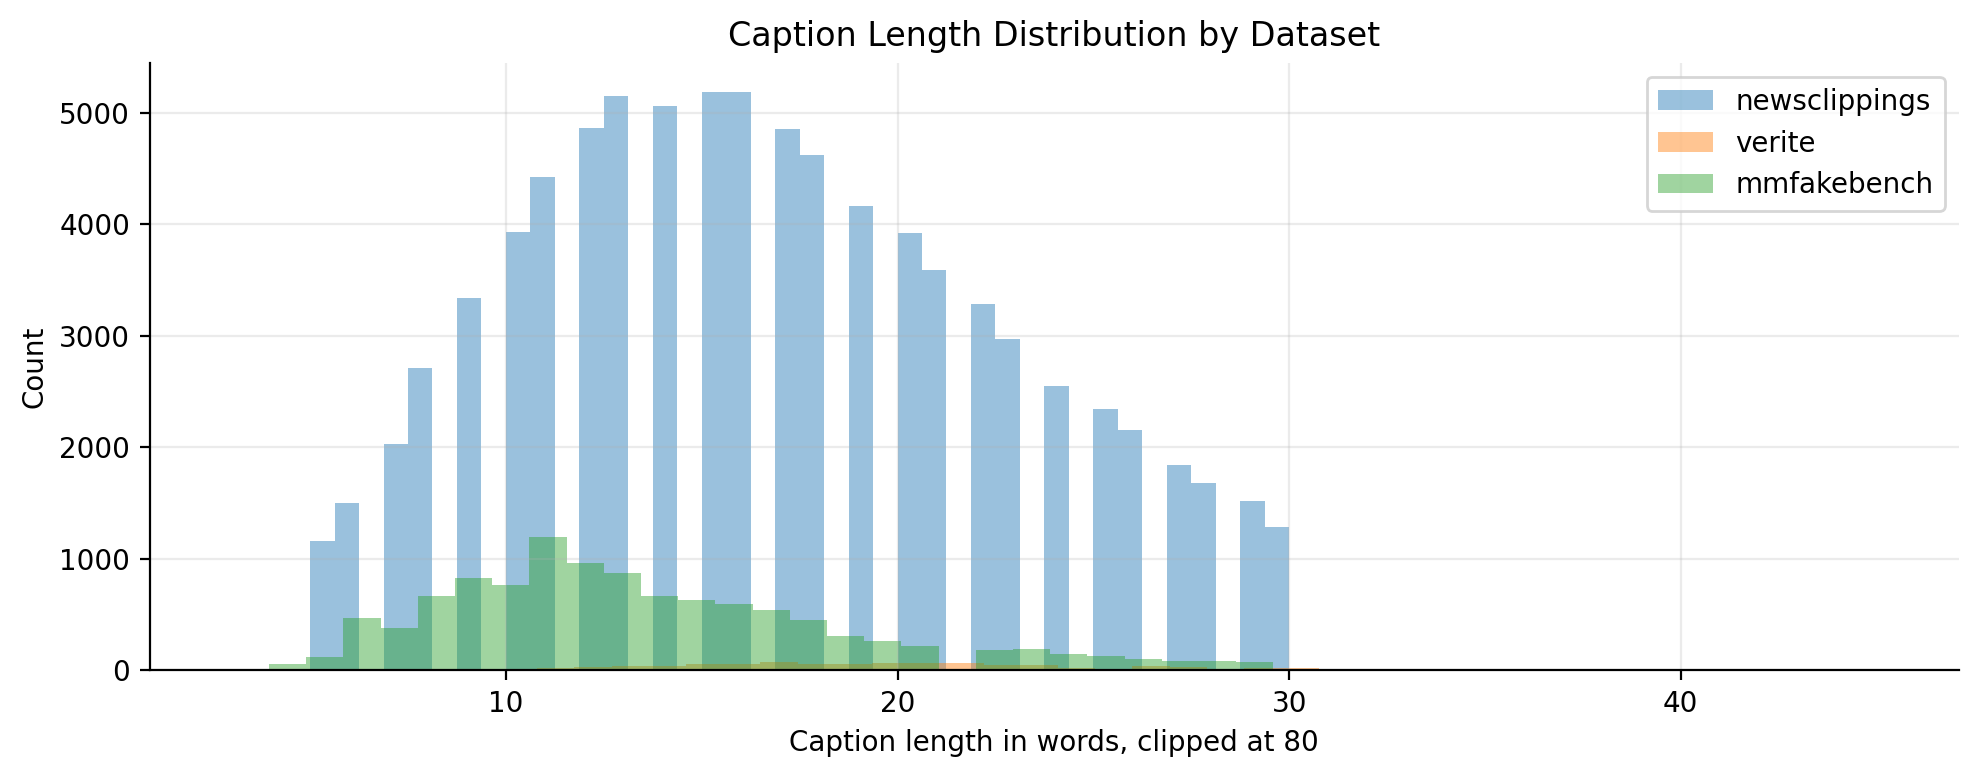 Caption Length Distribution by Dataset
newsclippings
verite
mmfakebench
Count
5000
4000
3000
2000
1000
0
10 20 30 40
Caption length in words, clipped at 80